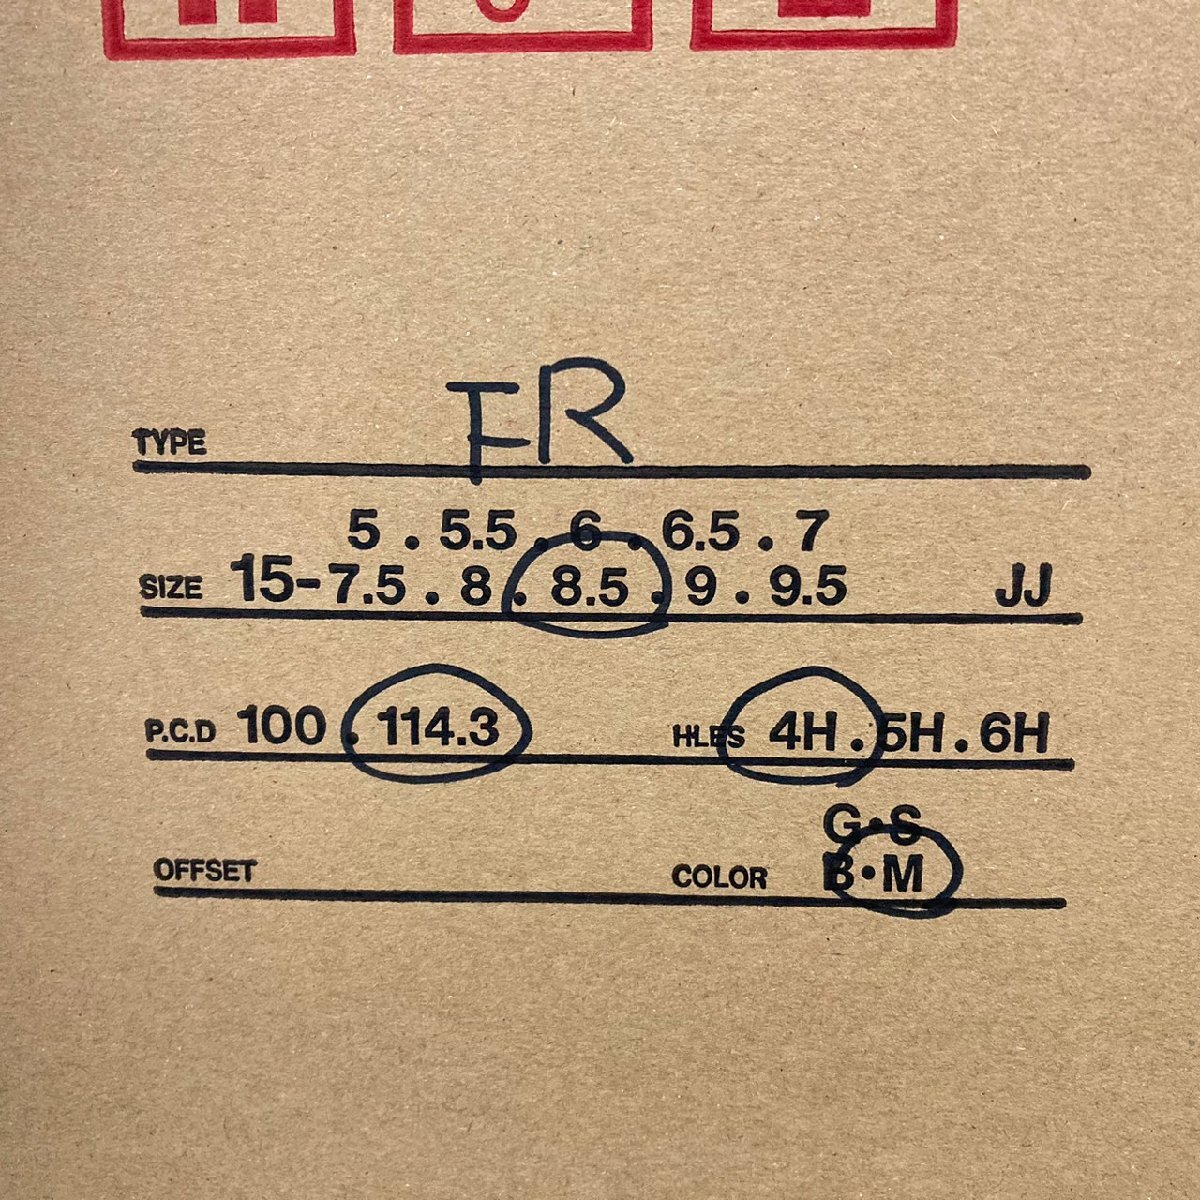 TYPE FR
5 . 5.5 . 6 . 6.5 . 7
SIZE 15-7.5 . 8 . 8.5 . 9 . 9.5 JJ
P.C.D 100 . 114.3 HLES 4H . 5H . 6H
G・S
OFFSET COLOR B・M